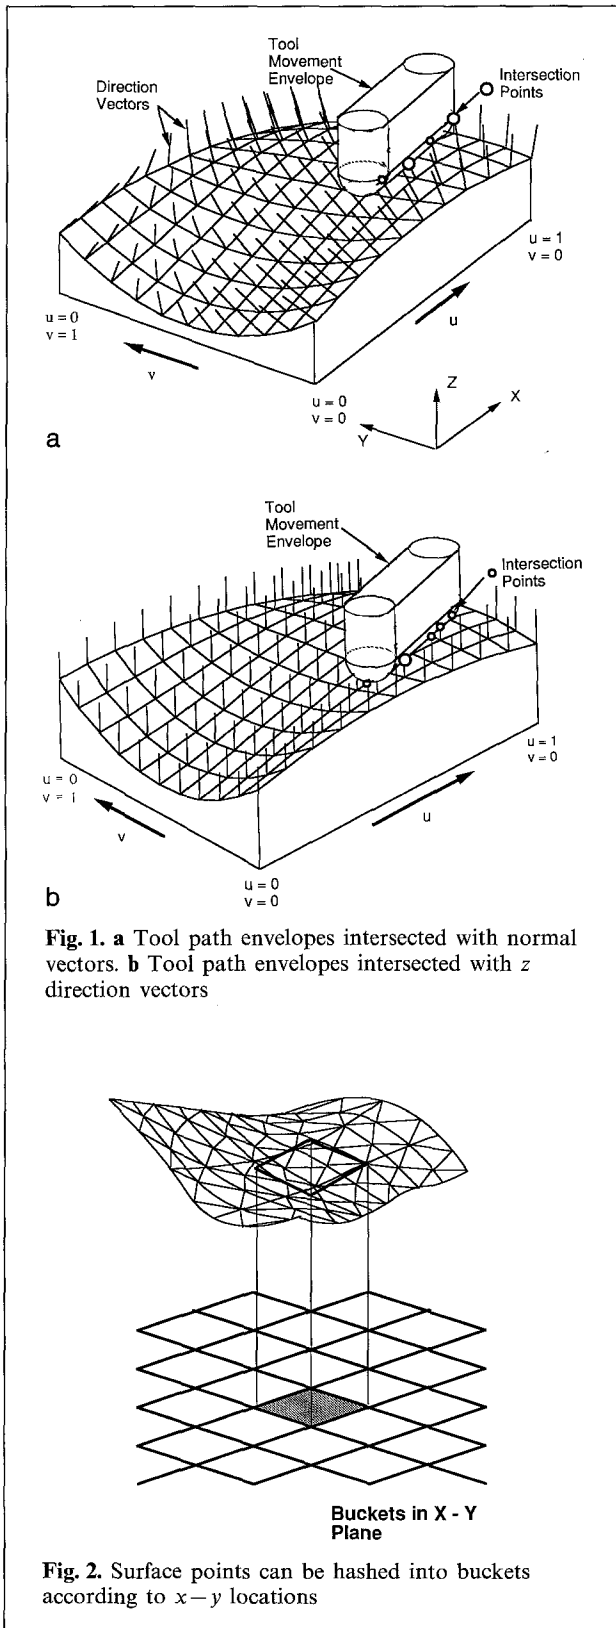 Tool
Movement
Envelope
Direction
Vectors
Intersection
Points
u = 1
v = 0
u
u = 0
v = 1
v
u = 0
v = 0
Z
X
Y
a
Tool
Movement
Envelope
Intersection
Points
u = 1
v = 0
u = 0
v = 1
v
u
u = 0
v = 0
b
Fig. 1. a Tool path envelopes intersected with normal
vectors. b Tool path envelopes intersected with z
direction vectors
Buckets in X - Y
Plane
Fig. 2. Surface points can be hashed into buckets
according to x–y locations